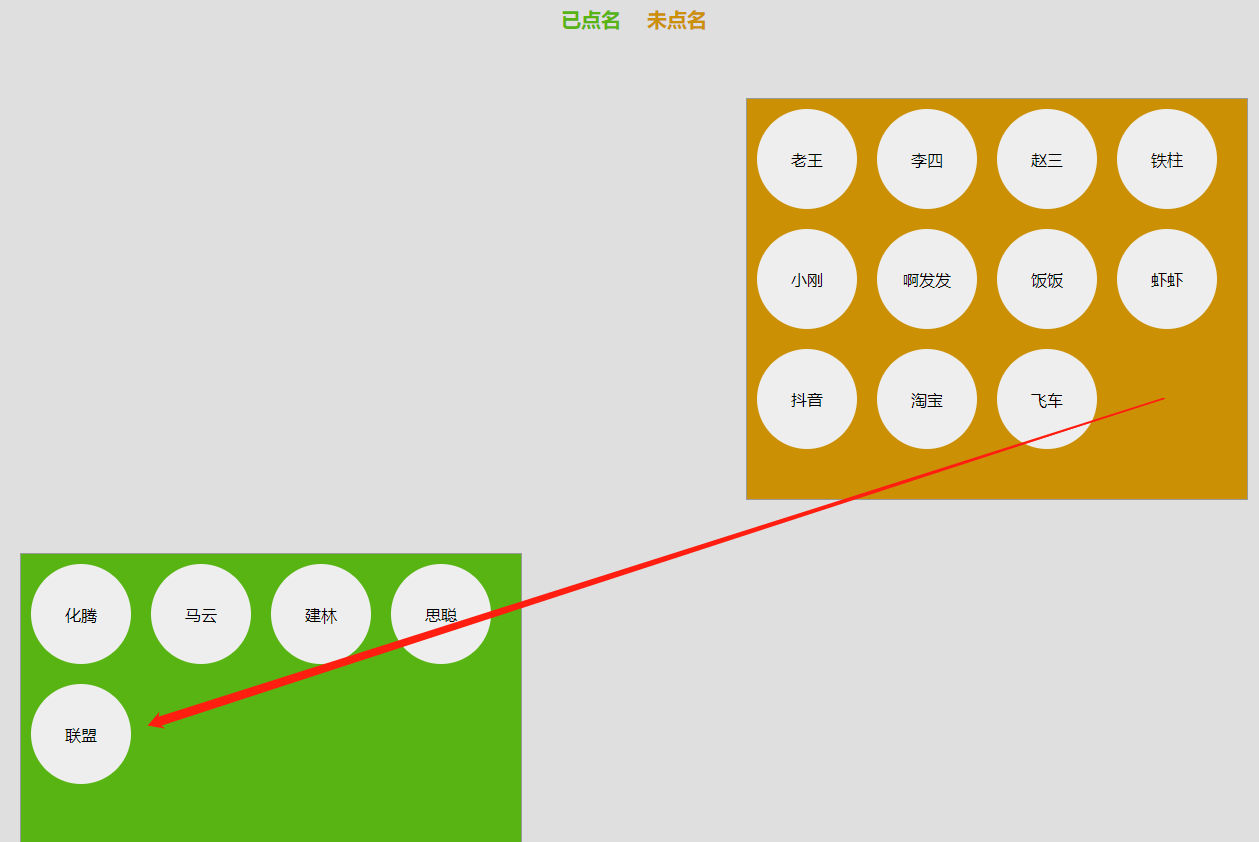 已点名 未点名
老王 李四 赵三 铁柱
小刚 啊发发 饭饭 虾虾
抖音 淘宝 飞车
化腾 马云 建林 思聪
联盟